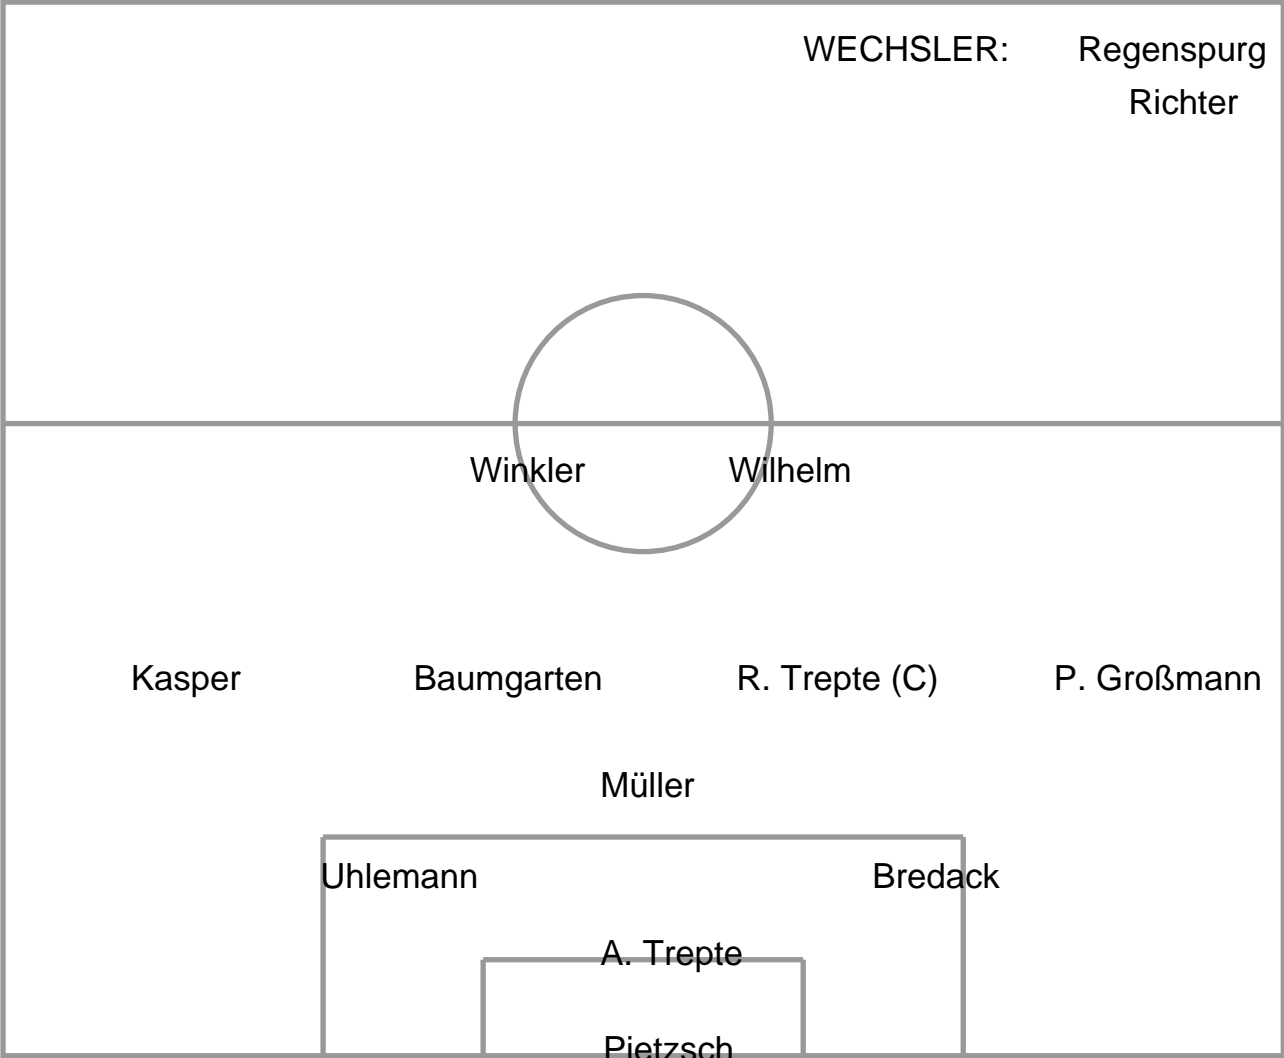 WECHSLER: Regenspurg
Richter
Winkler Wilhelm
Kasper Baumgarten R. Trepte (C) P. Großmann
Müller
Uhlemann Bredack
A. Trepte
Pietzsch